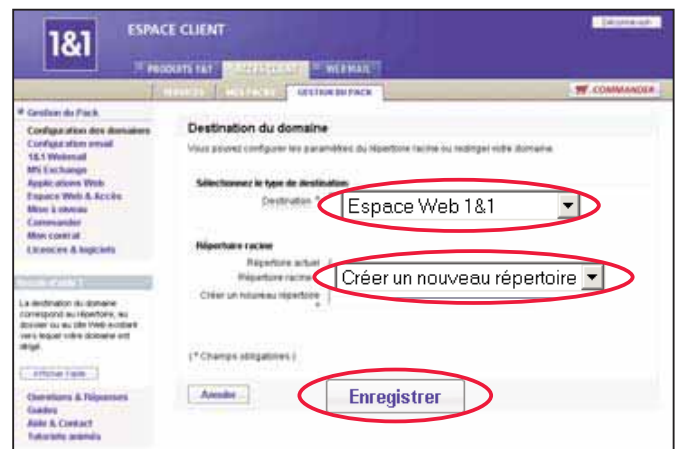 1&1
ESPACE CLIENT
Déconnexion
PRODUITS 1&1
WEBMAIL
SERVICES MES PACKS GESTION DU PACK
COMMANDER
Gestion du Pack
Configuration des domaines
Configuration email
1&1 Webmail
MS Exchange
Applications Web
Espace Web & Accès
Mise à niveau
Commander
Mon contrat
Licences & logiciels
Destination du domaine
Vous pouvez configurer les paramètres du répertoire racine ou rediriger votre domaine.
Sélectionnez le type de destination
Destination *
Espace Web 1&1
Répertoire racine
Répertoire actuel
Répertoire racine
Créer un nouveau répertoire
Créer un nouveau répertoire
*
(* Champs obligatoires)
Annuler
Enregistrer
La destination du domaine
correspond au répertoire, au
dossier ou au site Web existant
vers lequel votre domaine est
dirigé.
Afficher l'aide
Questions & Réponses
Guides
Aide & Contact
Tutoriels animés